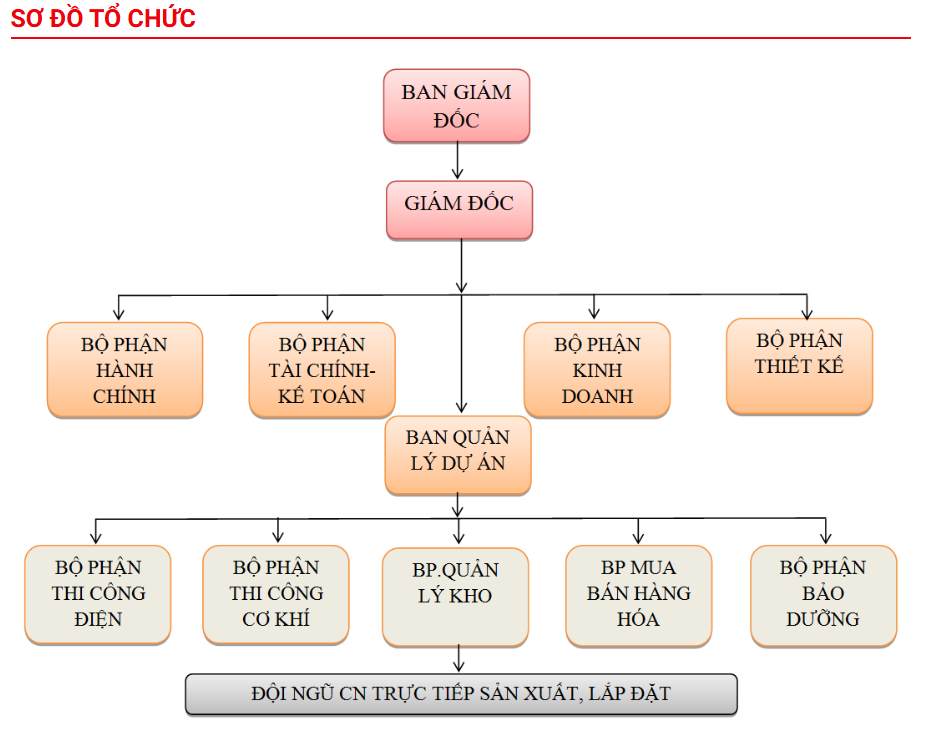 SƠ ĐỒ TỔ CHỨC
BAN GIÁM
ĐỐC
GIÁM ĐỐC
BỘ PHẬN
HÀNH
CHÍNH
BỘ PHẬN
TÀI CHÍNH-
KẾ TOÁN
BỘ PHẬN
KINH
DOANH
BỘ PHẬN
THIẾT KẾ
BAN QUẢN
LÝ DỰ ÁN
BỘ PHẬN
THI CÔNG
ĐIỆN
BỘ PHẬN
THI CÔNG
CƠ KHÍ
BP.QUẢN
LÝ KHO
BP MUA
BÁN HÀNG
HÓA
BỘ PHẬN
BẢO
DƯỠNG
ĐỘI NGŨ CN TRỰC TIẾP SẢN XUẤT, LẮP ĐẶT